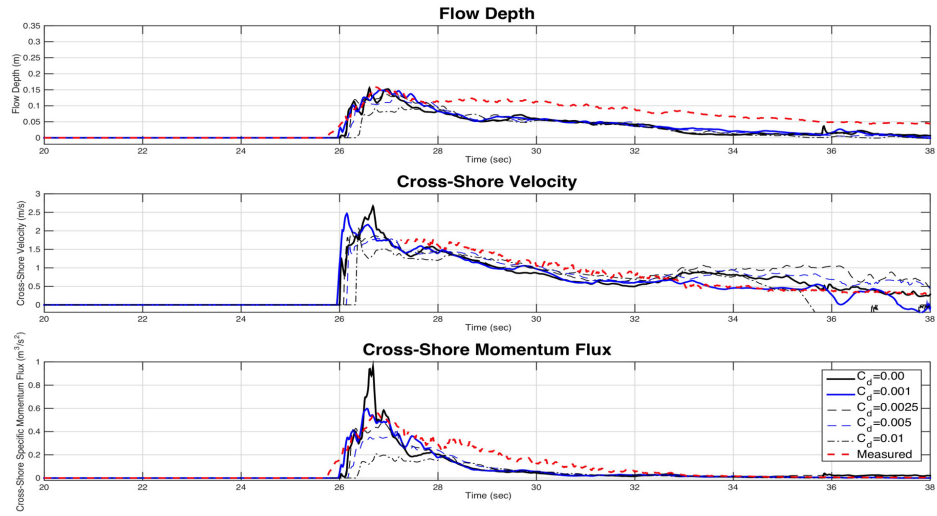 Flow Depth
Flow Depth (m)
0.35
0.3
0.25
0.2
0.15
0.1
0.05
0
20 22 24 26 28 30 32 34 36 38
Time (sec)
Cross-Shore Velocity
Cross-Shore Velocity (m/s)
3
2.5
2
1.5
1
0.5
0
20 22 24 26 28 30 32 34 36 38
Time (sec)
Cross-Shore Momentum Flux
Cross-Shore Specific Momentum Flux (m³/s²)
1
0.8
0.6
0.4
0.2
0
20 22 24 26 28 30 32 34 36 38
Time (sec)
C_d=0.00
C_d=0.001
C_d=0.0025
C_d=0.005
C_d=0.01
Measured